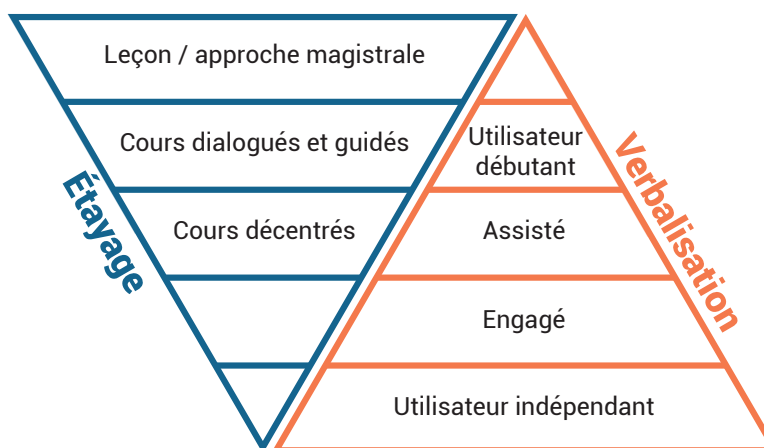 Leçon / approche magistrale
Cours dialogués et guidés
Utilisateur
débutant
Étayage
Verbalisation
Cours décentrés
Assisté
Engagé
Utilisateur indépendant